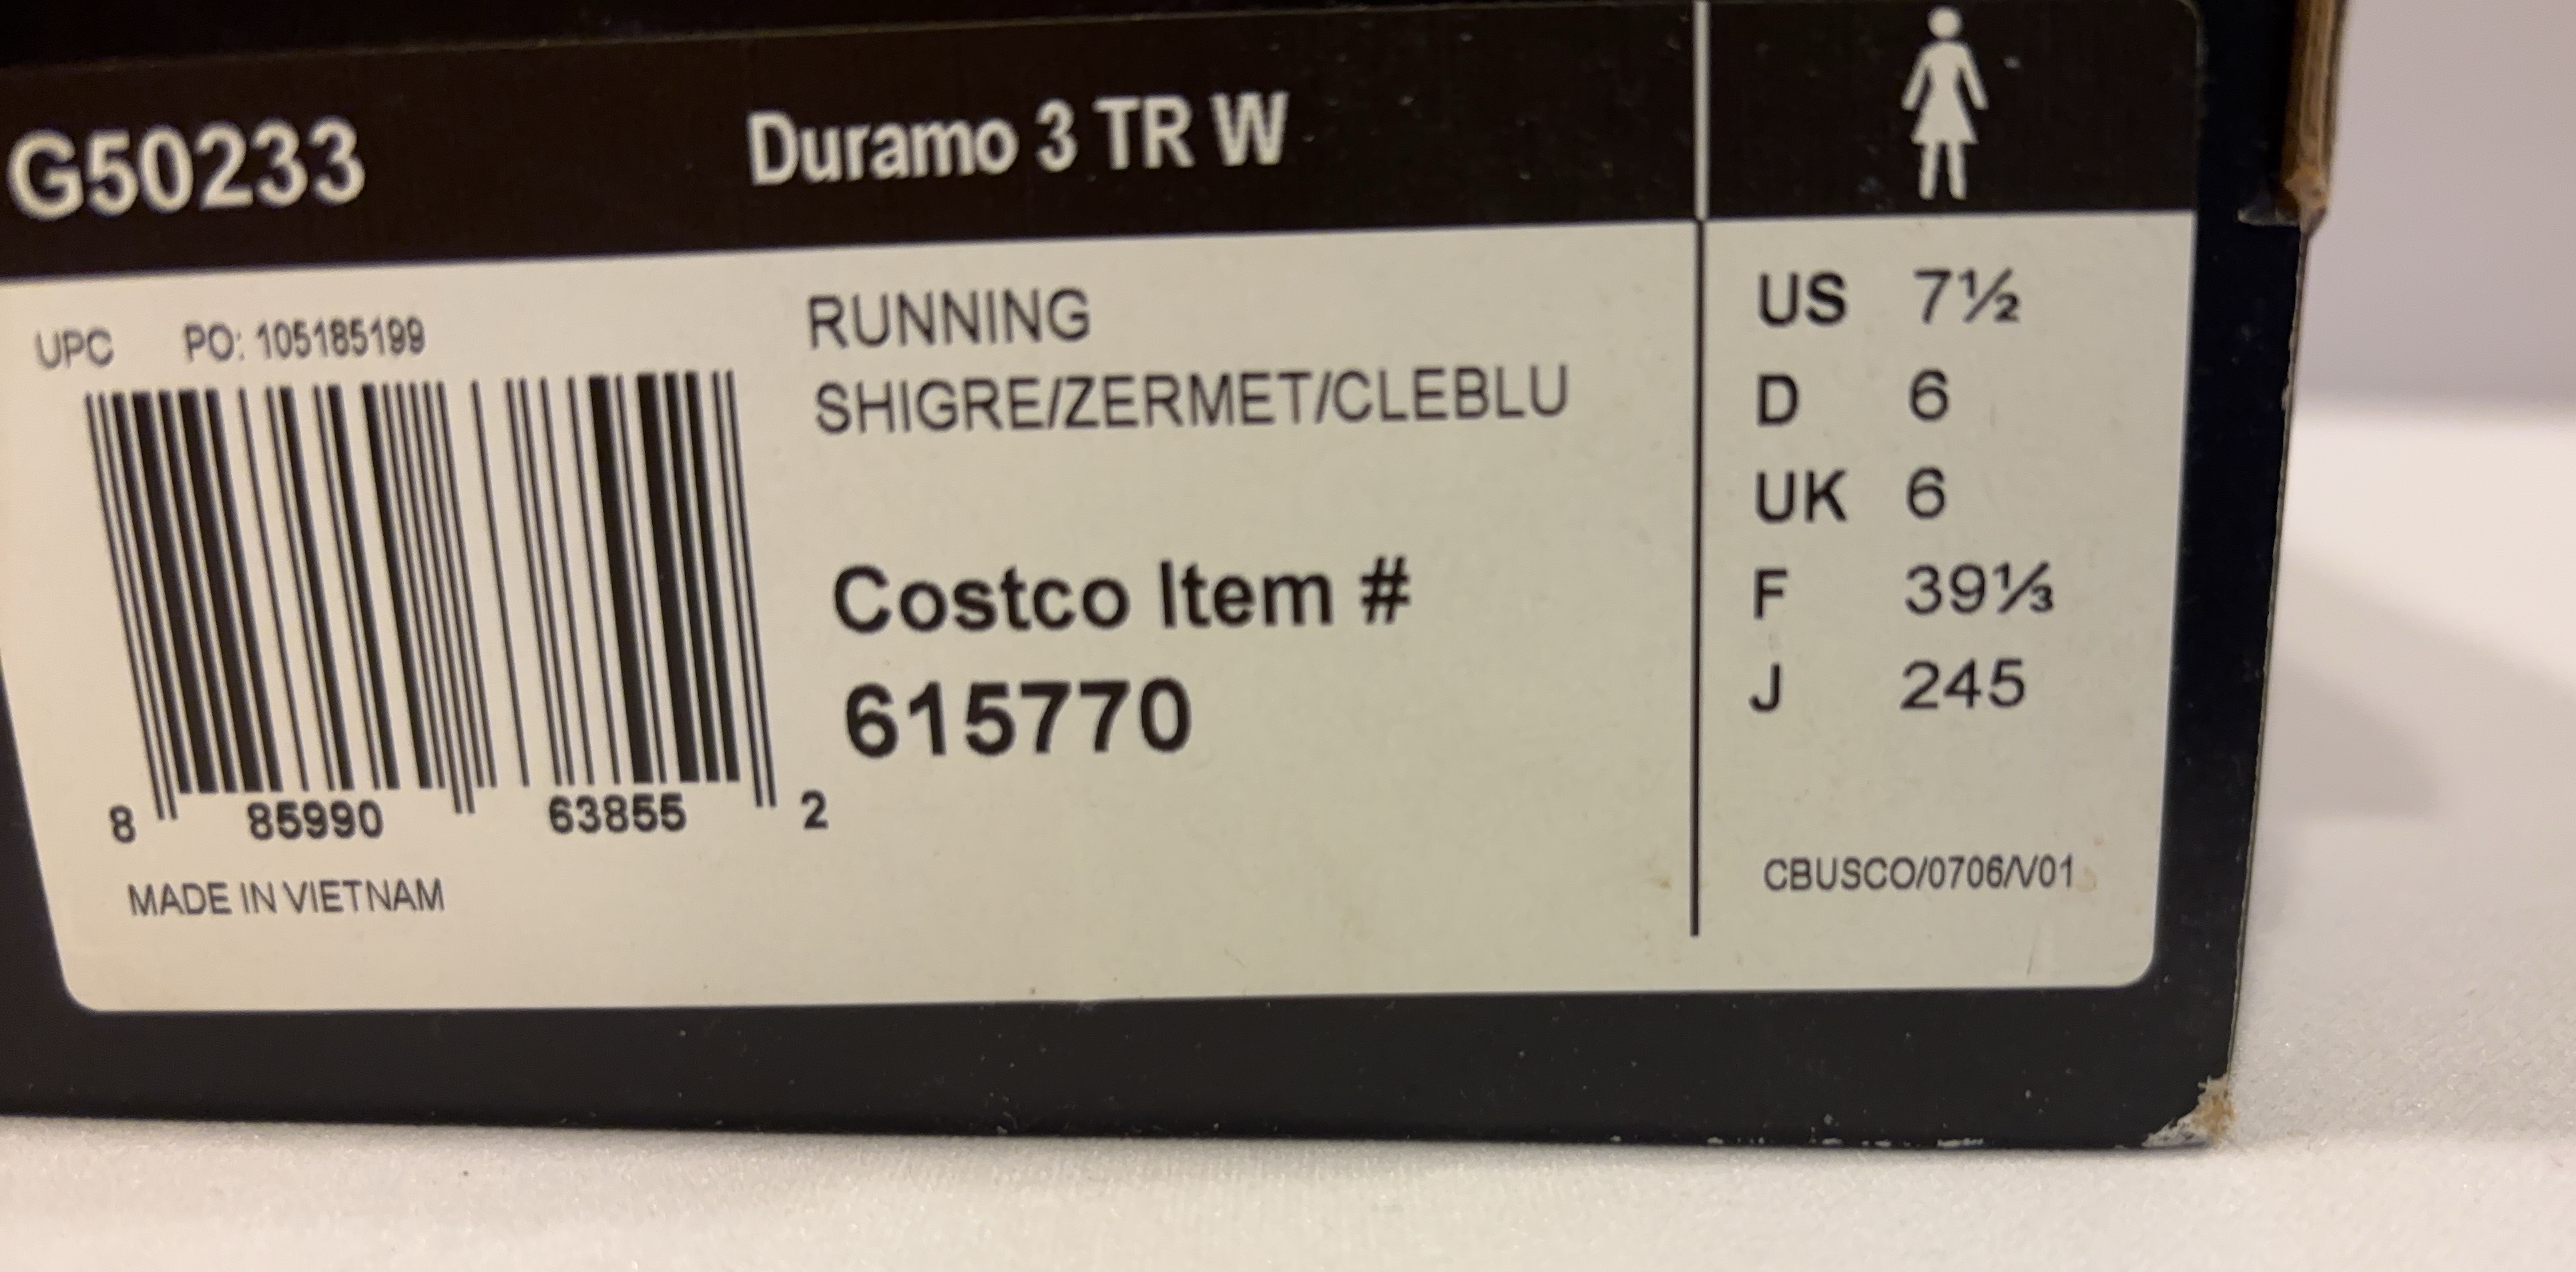 G50233 Duramo 3 TR W
UPC PO: 105185199
8 85990 63855 2
MADE IN VIETNAM
RUNNING
SHIGRE/ZERMET/CLEBLU
Costco Item #
615770
US 7½
D 6
UK 6
F 39⅓
J 245
CBUSCO/0706/V01